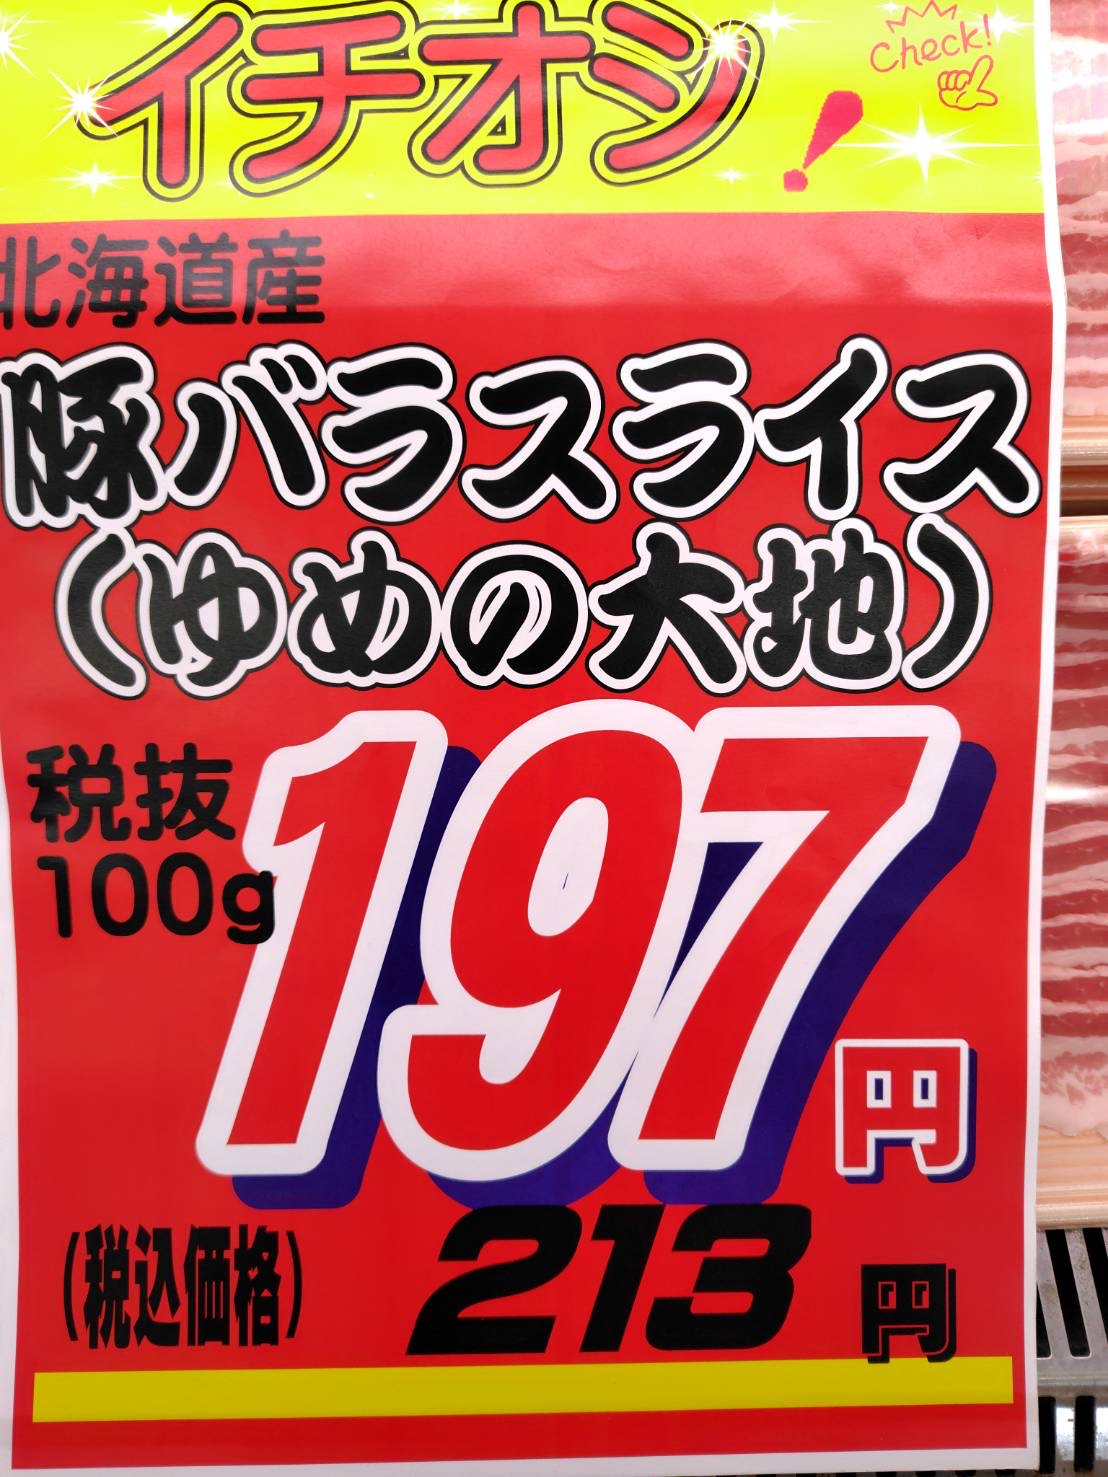 イチオシ!
Check!
北海道産
豚バラスライス
(ゆめの大地)
税抜
100g
197円
(税込価格) 213円